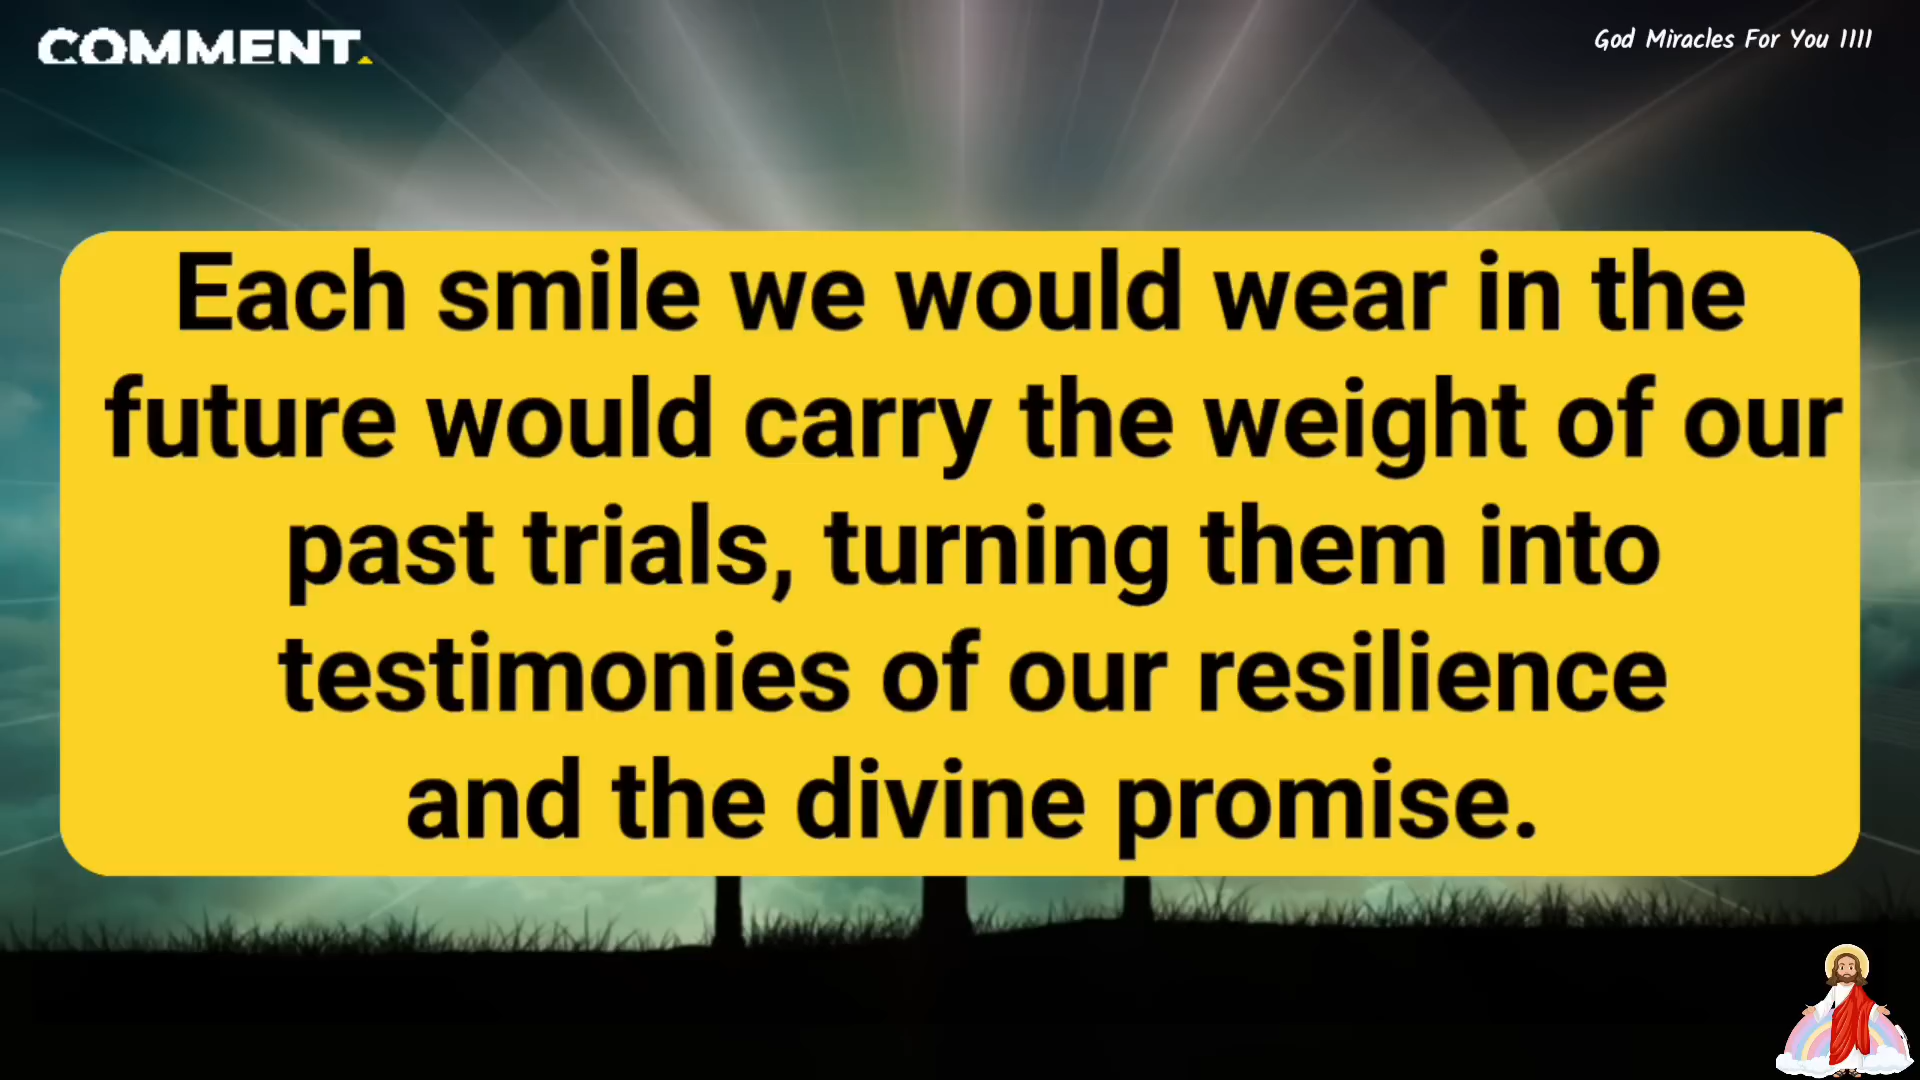 COMMENT.
God Miracles For You 1111
Each smile we would wear in the
future would carry the weight of our
past trials, turning them into
testimonies of our resilience
and the divine promise.